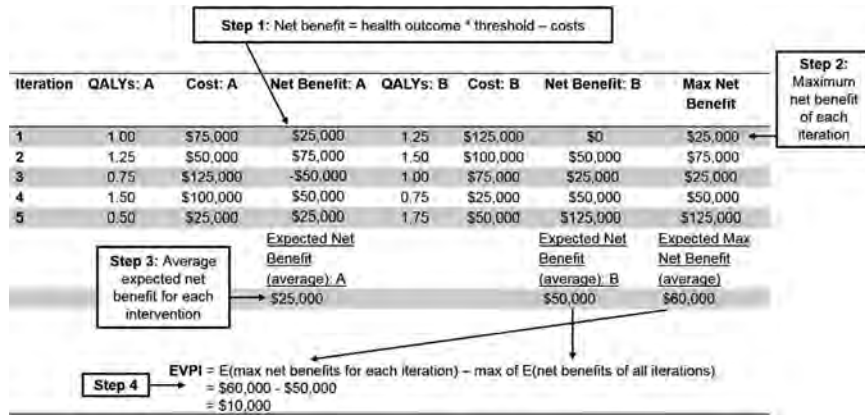 Step 1: Net benefit = health outcome * threshold – costs
Step 2:
Maximum
net benefit
of each
iteration
Iteration QALYs: A Cost: A Net Benefit: A QALYs: B Cost: B Net Benefit: B Max Net
Benefit
1 1.00 $75,000 $25,000 1.25 $125,000 $0 $25,000
2 1.25 $50,000 $75,000 1.50 $100,000 $50,000 $75,000
3 0.75 $125,000 -$50,000 1.00 $75,000 $25,000 $25,000
4 1.50 $100,000 $50,000 0.75 $25,000 $50,000 $50,000
5 0.50 $25,000 $25,000 1.75 $50,000 $125,000 $125,000
Step 3: Average
expected net
benefit for each
intervention
Expected Net
Benefit
(average): A
Expected Net
Benefit
(average): B
Expected Max
Net Benefit
(average)
$25,000 $50,000 $60,000
Step 4
EVPI = E(max net benefits for each iteration) – max of E(net benefits of all iterations)
= $60,000 - $50,000
= $10,000